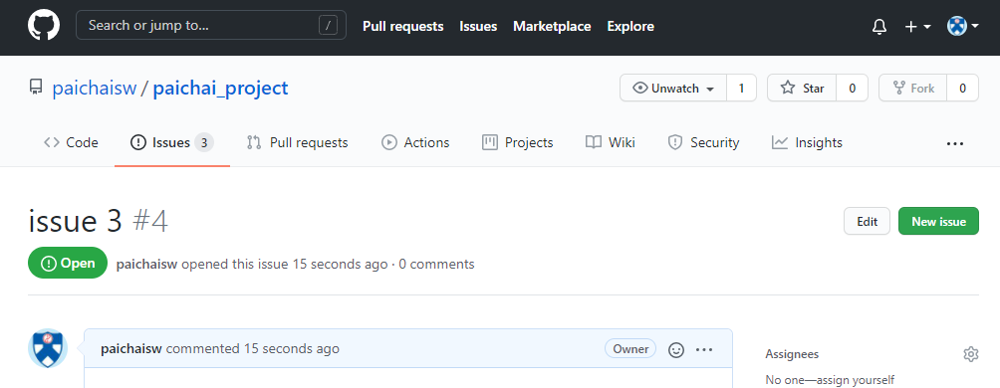 Search or jump to... / Pull requests Issues Marketplace Explore
paichaisw / paichai_project Unwatch 1 Star 0 Fork 0
Code Issues 3 Pull requests Actions Projects Wiki Security Insights ...
issue 3 #4 Edit New issue
Open paichaisw opened this issue 15 seconds ago · 0 comments
paichaisw commented 15 seconds ago Owner ... Assignees
No one—assign yourself